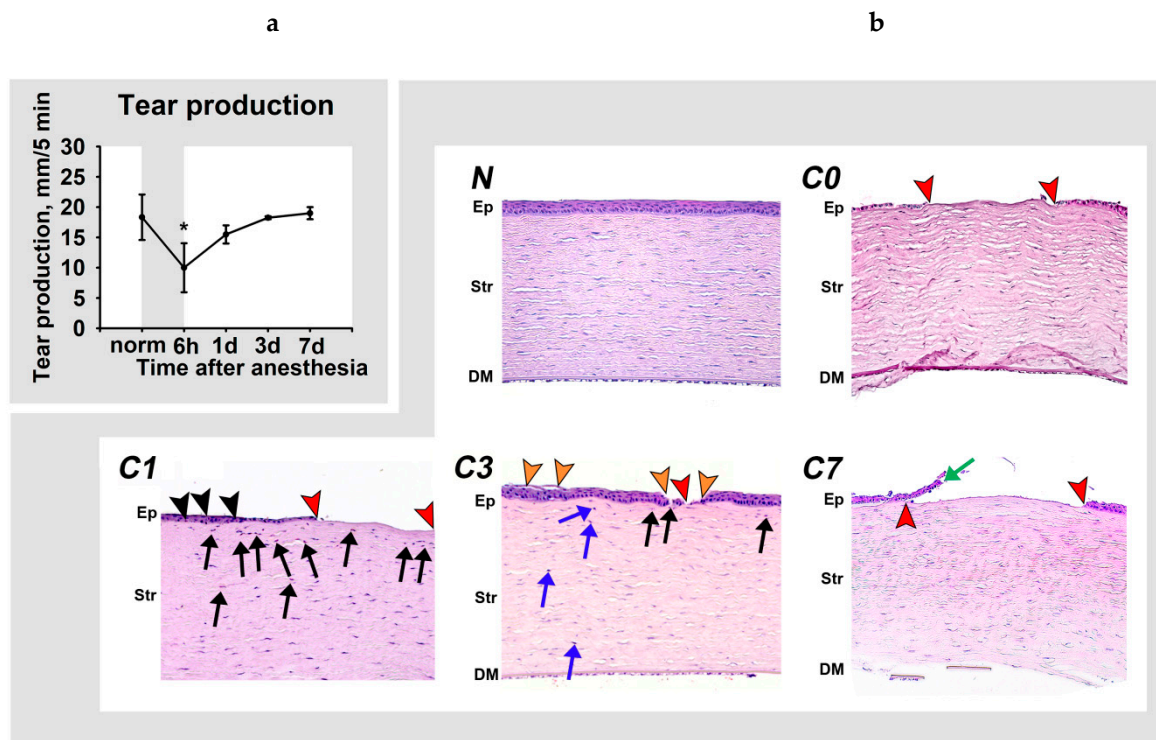 a
b
Tear production
Tear production, mm/5 min
30
25
20
15
10
5
0
*
norm 6h 1d 3d 7d
Time after anesthesia
N
Ep
Str
DM
C0
Ep
Str
DM
C1
Ep
Str
C3
Ep
Str
DM
C7
Ep
Str
DM